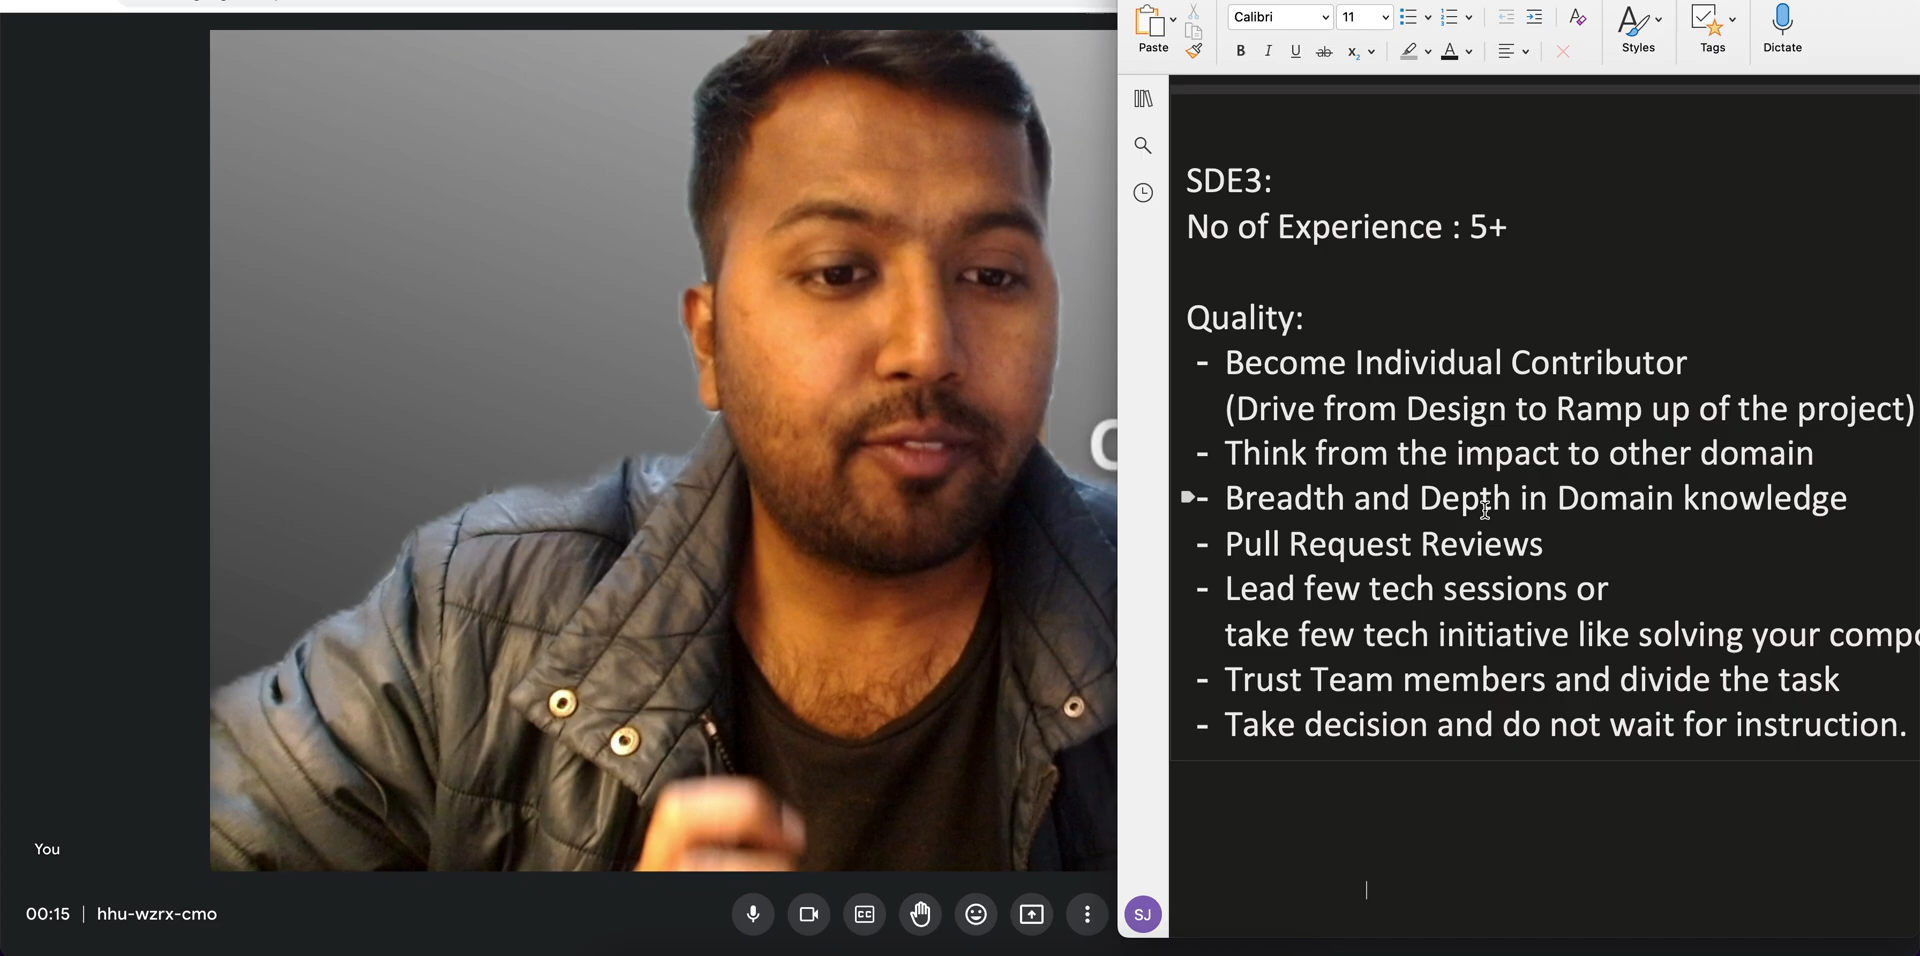 Paste
Calibri
11
B I U ab x₂
A
Styles
Tags
Dictate
SDE3:
No of Experience : 5+
Quality:
- Become Individual Contributor
(Drive from Design to Ramp up of the project)
- Think from the impact to other domain
- Breadth and Depth in Domain knowledge
- Pull Request Reviews
- Lead few tech sessions or
take few tech initiative like solving your
- Trust Team members and divide the task
- Take decision and do not wait for instruction.
You
00:15 | hhu-wzrx-cmo
CC
SJ